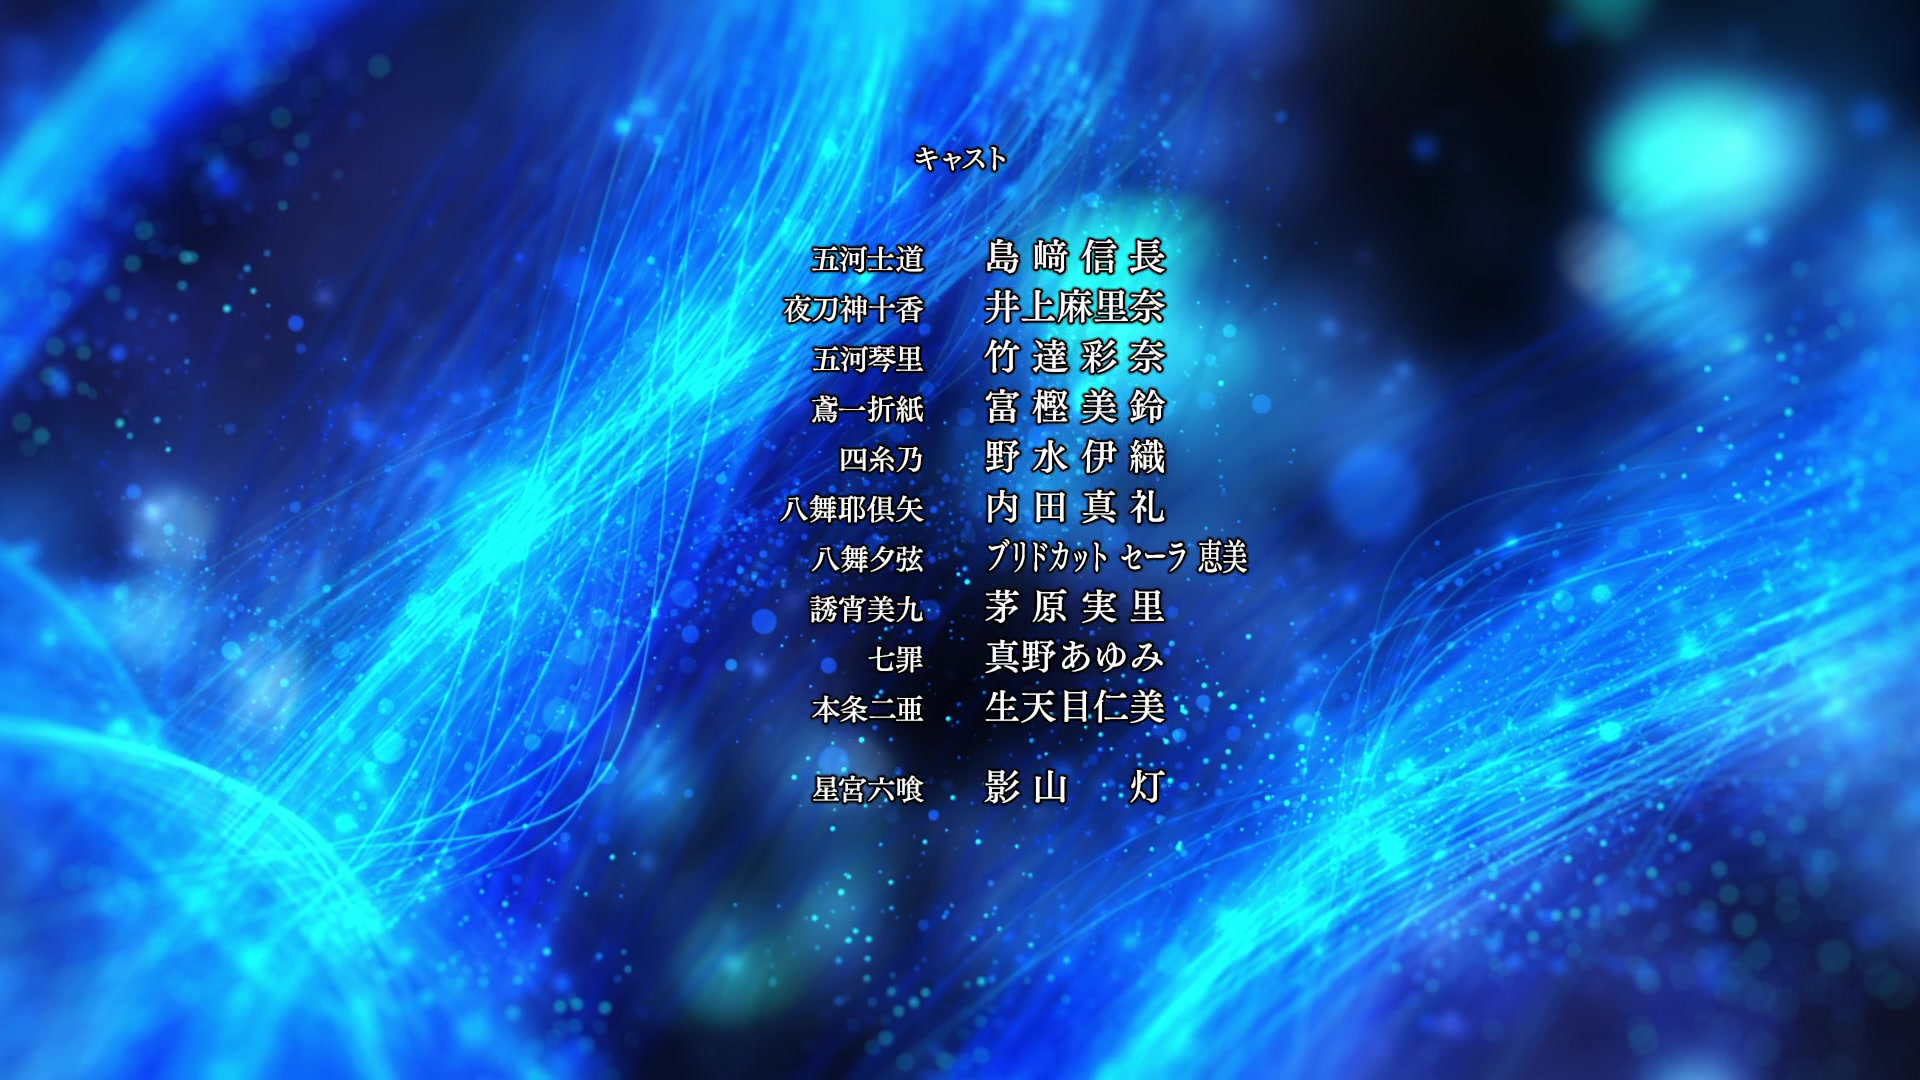 キャスト
五河士道 島﨑信長
夜刀神十香 井上麻里奈
五河琴里 竹達彩奈
鳶一折紙 富樫美鈴
四糸乃 野水伊織
八舞耶倶矢 内田真礼
八舞夕弦 ブリドカット セーラ 恵美
誘宵美九 茅原実里
七罪 真野あゆみ
本条二亜 生天目仁美
星宮六喰 影山 灯